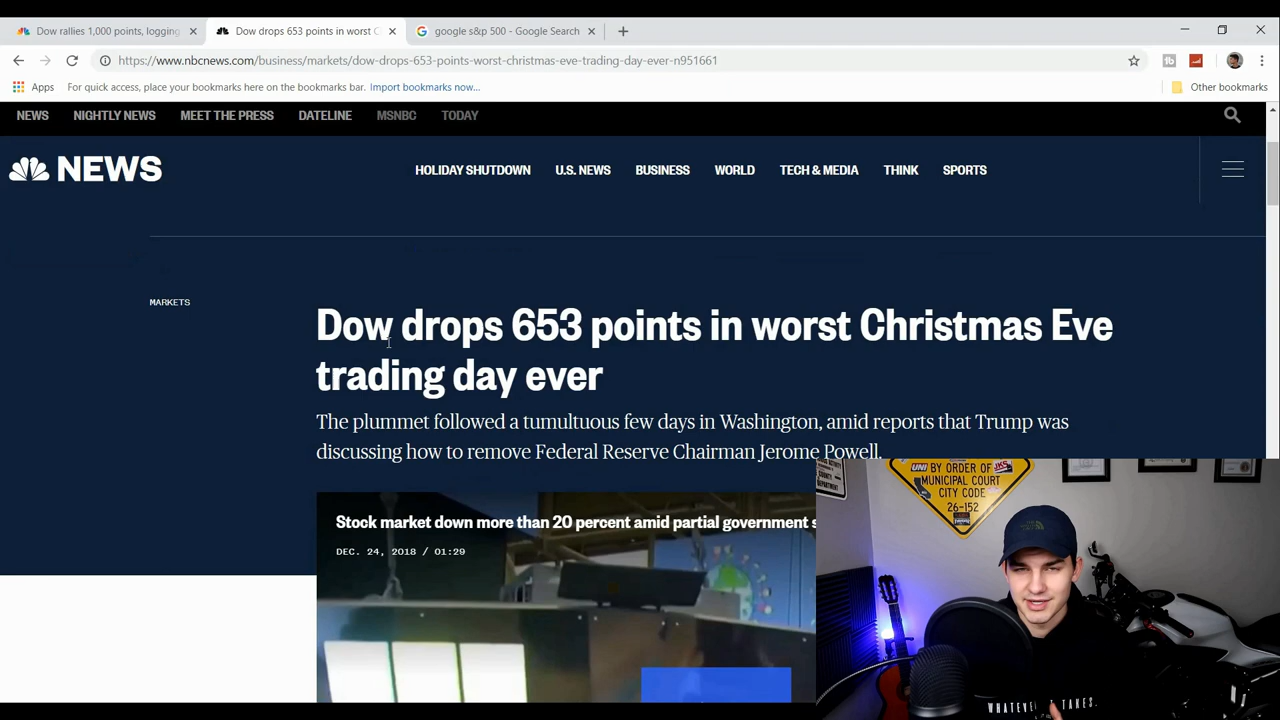 Dow rallies 1,000 points, logging
Dow drops 653 points in worst C
google s&p 500 - Google Search
https://www.nbcnews.com/business/markets/dow-drops-653-points-worst-christmas-eve-trading-day-ever-n951661
Apps
For quick access, place your bookmarks here on the bookmarks bar. Import bookmarks now...
Other bookmarks
NEWS NIGHTLY NEWS MEET THE PRESS DATELINE MSNBC TODAY
NEWS
HOLIDAY SHUTDOWN U.S. NEWS BUSINESS WORLD TECH & MEDIA THINK SPORTS
MARKETS
Dow drops 653 points in worst Christmas Eve
trading day ever
The plummet followed a tumultuous few days in Washington, amid reports that Trump was
discussing how to remove Federal Reserve Chairman Jerome Powell.
Stock market down more than 20 percent amid partial government s
DEC. 24, 2018 / 01:29
UNI
BY ORDER OF
MUNICIPAL COURT
CITY CODE
26-152
WHATEVE IT TAKES.